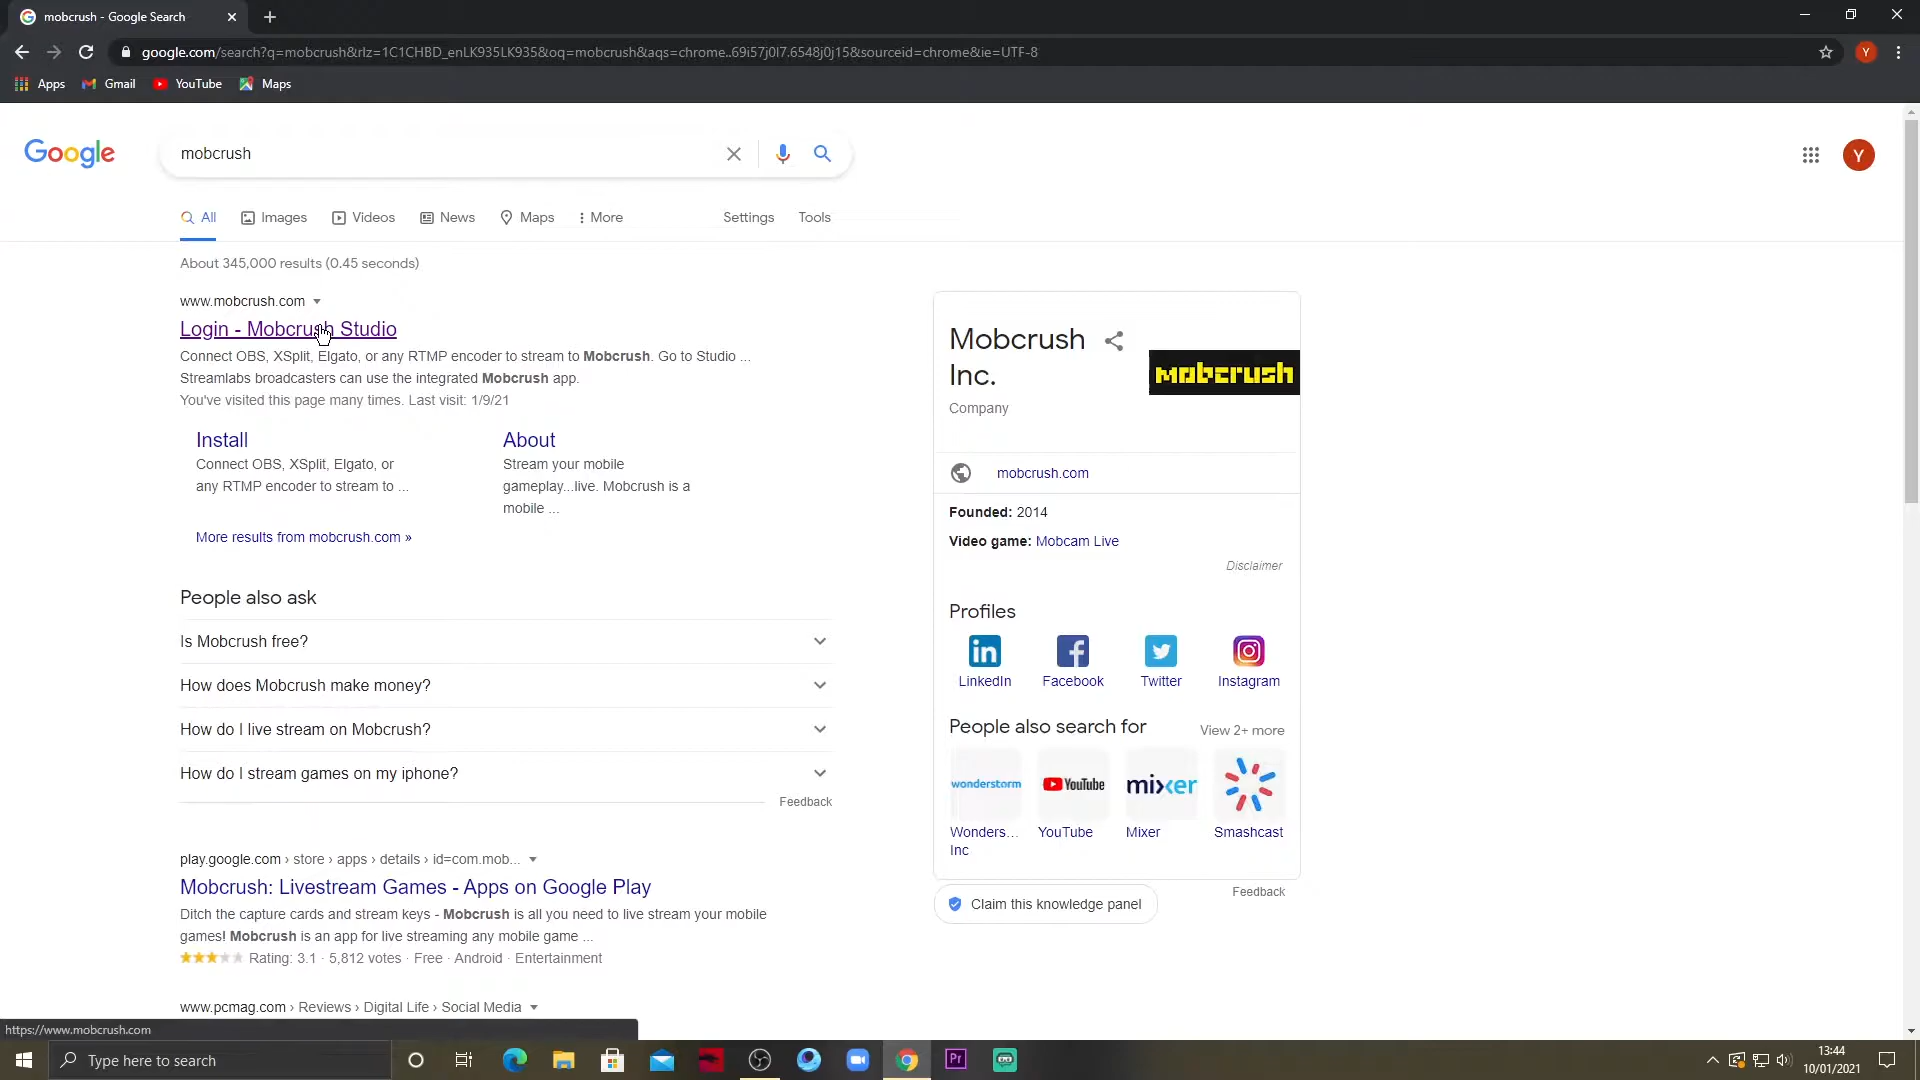 mobcrush - Google Search
google.com/search?q=mobcrush&rlz=1C1CHBD_enLK935LK935&oq=mobcrush&aqs=chrome..69i57j0l7.6548j0j15&sourceid=chrome&ie=UTF-8
Y
Apps Gmail YouTube Maps
Google
mobcrush
Y
All Images Videos News Maps More Settings Tools
About 345,000 results (0.45 seconds)
www.mobcrush.com
Login - Mobcrush Studio
Connect OBS, XSplit, Elgato, or any RTMP encoder to stream to Mobcrush. Go to Studio ...
Streamlabs broadcasters can use the integrated Mobcrush app.
You've visited this page many times. Last visit: 1/9/21
Install
Connect OBS, XSplit, Elgato, or
any RTMP encoder to stream to ...
About
Stream your mobile
gameplay...live. Mobcrush is a
mobile ...
More results from mobcrush.com »
People also ask
Is Mobcrush free?
How does Mobcrush make money?
How do I live stream on Mobcrush?
How do I stream games on my iphone?
Feedback
play.google.com › store › apps › details › id=com.mob...
Mobcrush: Livestream Games - Apps on Google Play
Ditch the capture cards and stream keys - Mobcrush is all you need to live stream your mobile
games! Mobcrush is an app for live streaming any mobile game ...
Rating: 3.1 · 5,812 votes · Free · Android · Entertainment
www.pcmag.com › Reviews › Digital Life › Social Media
Mobcrush
Inc.
Company
mobcrush
mobcrush.com
Founded: 2014
Video game: Mobcam Live
Disclaimer
Profiles
in
LinkedIn Facebook Twitter Instagram
People also search for
View 2+ more
wonderstorm YouTube mixer
Wonders... YouTube Mixer Smashcast
Inc
Feedback
Claim this knowledge panel
https://www.mobcrush.com
Type here to search
Pr
13:44
10/01/2021